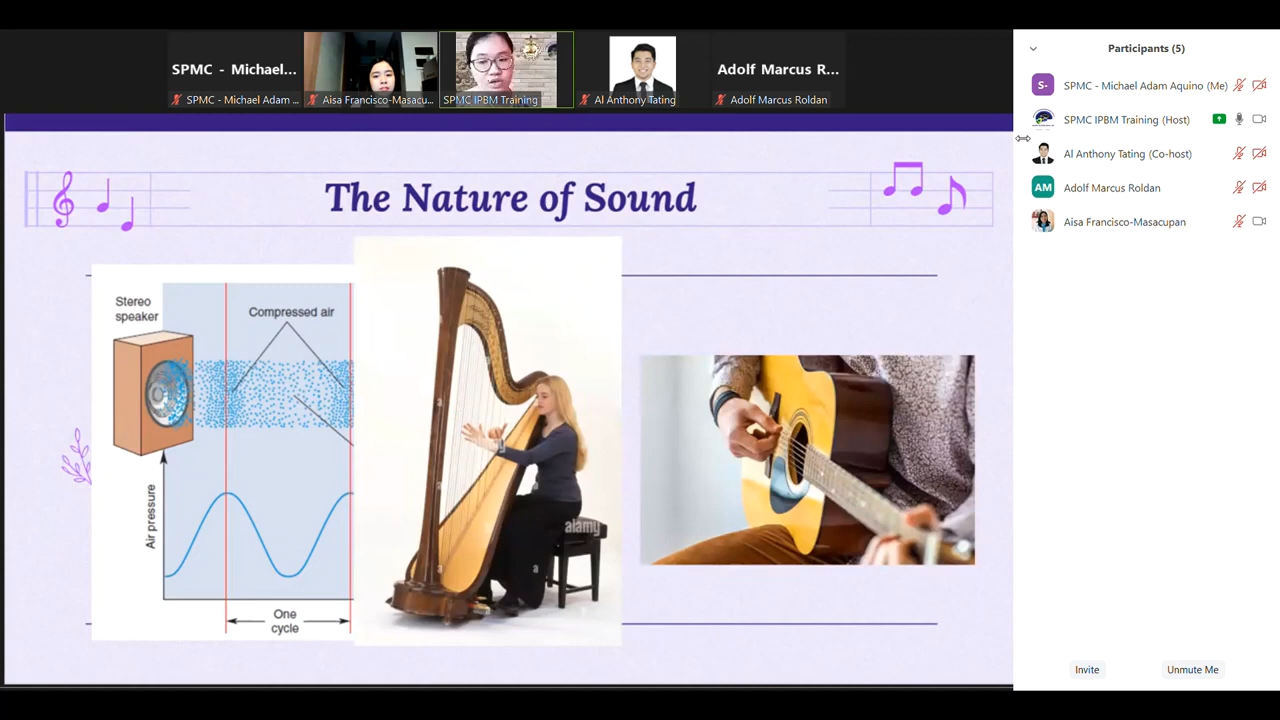 SPMC - Michael...
Adolf Marcus R...
SPMC - Michael Adam ...
Aisa Francisco-Masacu...
SPMC IPBM Training
Al Anthony Tating
Adolf Marcus Roldan
The Nature of Sound
Stereo
speaker
Compressed air
Air pressure
One
cycle
alamy
a
a
a
a
Participants (5)
S-
SPMC - Michael Adam Aquino (Me)
SPMC IPBM Training (Host)
Al Anthony Tating (Co-host)
AM
Adolf Marcus Roldan
Aisa Francisco-Masacupan
Invite
Unmute Me